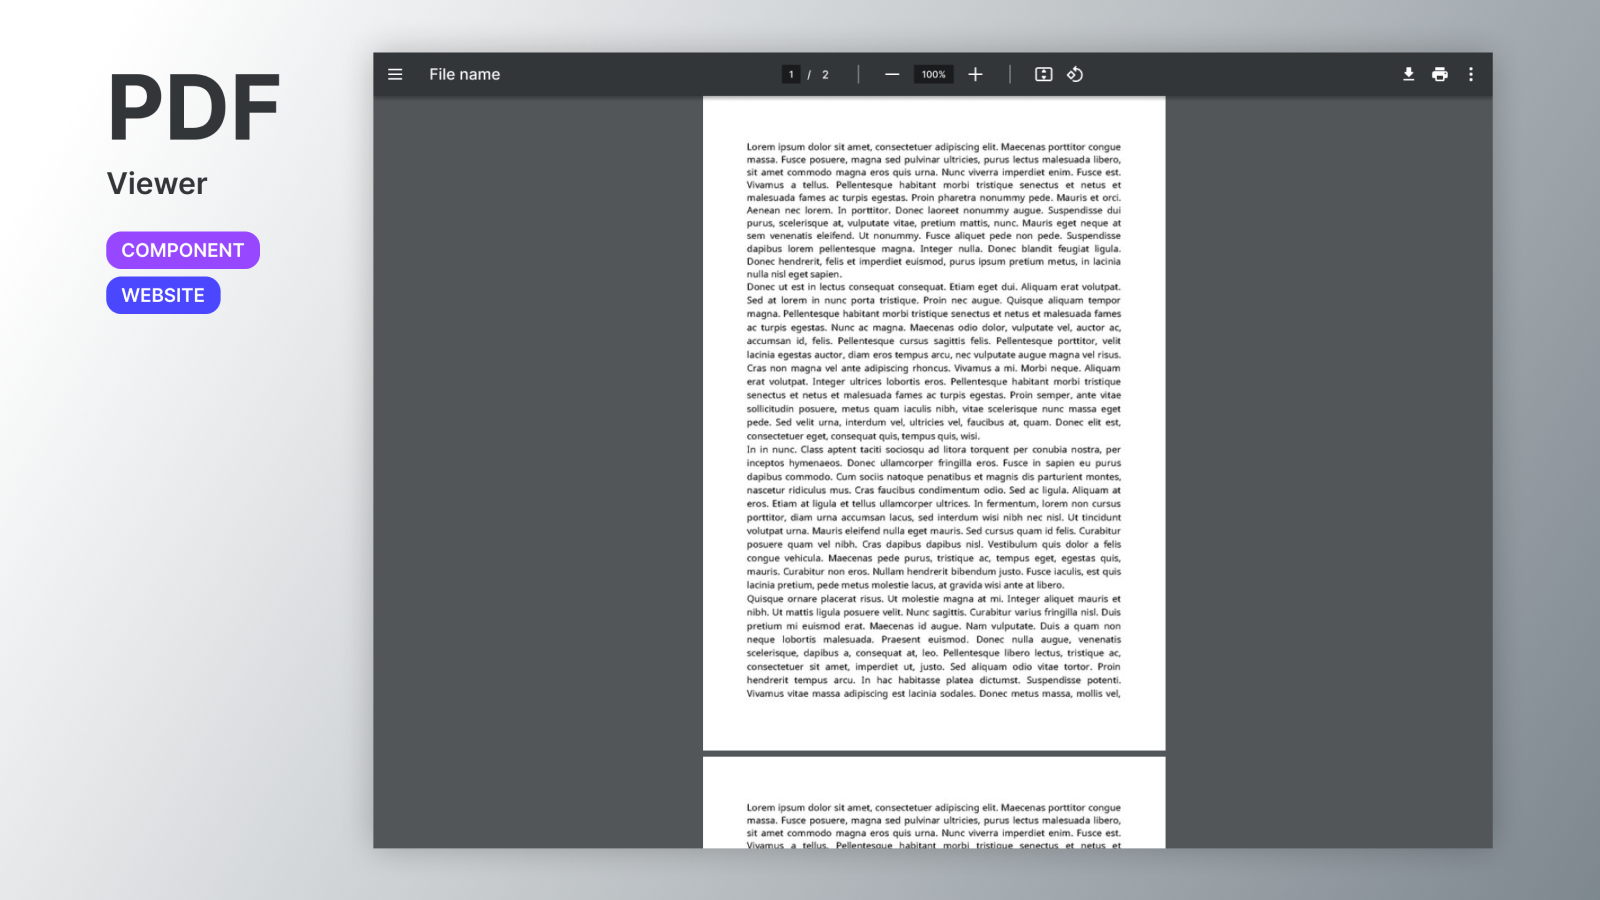 PDF
Viewer
COMPONENT
WEBSITE
File name
1 / 2
100%
Lorem ipsum dolor sit amet, consectetuer adipiscing elit. Maecenas porttitor congue
massa. Fusce posuere, magna sed pulvinar ultricies, purus lectus malesuada libero,
sit amet commodo magna eros quis urna. Nunc viverra imperdiet enim. Fusce est.
Vivamus a tellus. Pellentesque habitant morbi tristique senectus et netus et
malesuada fames ac turpis egestas. Proin pharetra nonummy pede. Mauris et orci.
Aenean nec lorem. In porttitor. Donec laoreet nonummy augue. Suspendisse dui
purus, scelerisque at, vulputate vitae, pretium mattis, nunc. Mauris eget neque at
sem venenatis eleifend. Ut nonummy. Fusce aliquet pede non pede. Suspendisse
dapibus lorem pellentesque magna. Integer nulla. Donec blandit feugiat ligula.
Donec hendrerit, felis et imperdiet euismod, purus ipsum pretium metus, in lacinia
nulla nisl eget sapien.
Donec ut est in lectus consequat consequat. Etiam eget dui. Aliquam erat volutpat.
Sed at lorem in nunc porta tristique. Proin nec augue. Quisque aliquam tempor
magna. Pellentesque habitant morbi tristique senectus et netus et malesuada fames
ac turpis egestas. Nunc ac magna. Maecenas odio dolor, vulputate vel, auctor ac,
accumsan id, felis. Pellentesque cursus sagittis felis. Pellentesque porttitor, velit
lacinia egestas auctor, diam eros tempus arcu, nec vulputate augue magna vel risus.
Cras non magna vel ante adipiscing rhoncus. Vivamus a mi. Morbi neque. Aliquam
erat volutpat. Integer ultrices lobortis eros. Pellentesque habitant morbi tristique
senectus et netus et malesuada fames ac turpis egestas. Proin semper, ante vitae
sollicitudin posuere, metus quam iaculis nibh, vitae scelerisque nunc massa eget
pede. Sed velit urna, interdum vel, ultricies vel, faucibus at, quam. Donec elit est,
consectetuer eget, consequat quis, tempus quis, wisi.
In in nunc. Class aptent taciti sociosqu ad litora torquent per conubia nostra, per
inceptos hymenaeos. Donec ullamcorper fringilla eros. Fusce in sapien eu purus
dapibus commodo. Cum sociis natoque penatibus et magnis dis parturient montes,
nascetur ridiculus mus. Cras faucibus condimentum odio. Sed ac ligula. Aliquam at
eros. Etiam at ligula et tellus ullamcorper ultrices. In fermentum, lorem non cursus
porttitor, diam urna accumsan lacus, sed interdum wisi nibh nec nisl. Ut tincidunt
volutpat urna. Mauris eleifend nulla eget mauris. Sed cursus quam id felis. Curabitur
posuere quam vel nibh. Cras dapibus dapibus nisl. Vestibulum quis dolor a felis
congue vehicula. Maecenas pede purus, tristique ac, tempus eget, egestas quis,
mauris. Curabitur non eros. Nullam hendrerit bibendum justo. Fusce iaculis, est quis
lacinia pretium, pede metus molestie lacus, at gravida wisi ante at libero.
Quisque ornare placerat risus. Ut molestie magna at mi. Integer aliquet mauris et
nibh. Ut mattis ligula posuere velit. Nunc sagittis. Curabitur varius fringilla nisl. Duis
pretium mi euismod erat. Maecenas id augue. Nam vulputate. Duis a quam non
neque lobortis malesuada. Praesent euismod. Donec nulla augue, venenatis
scelerisque, dapibus a, consequat at, leo. Pellentesque libero lectus, tristique ac,
consectetuer sit amet, imperdiet ut, justo. Sed aliquam odio vitae tortor. Proin
hendrerit tempus arcu. In hac habitasse platea dictumst. Suspendisse potenti.
Vivamus vitae massa adipiscing est lacinia sodales. Donec metus massa, mollis vel,
Lorem ipsum dolor sit amet, consectetuer adipiscing elit. Maecenas porttitor congue
massa. Fusce posuere, magna sed pulvinar ultricies, purus lectus malesuada libero,
sit amet commodo magna eros quis urna. Nunc viverra imperdiet enim. Fusce est.
Vivamus a tellus. Pellentesque habitant morbi tristique senectus et netus et